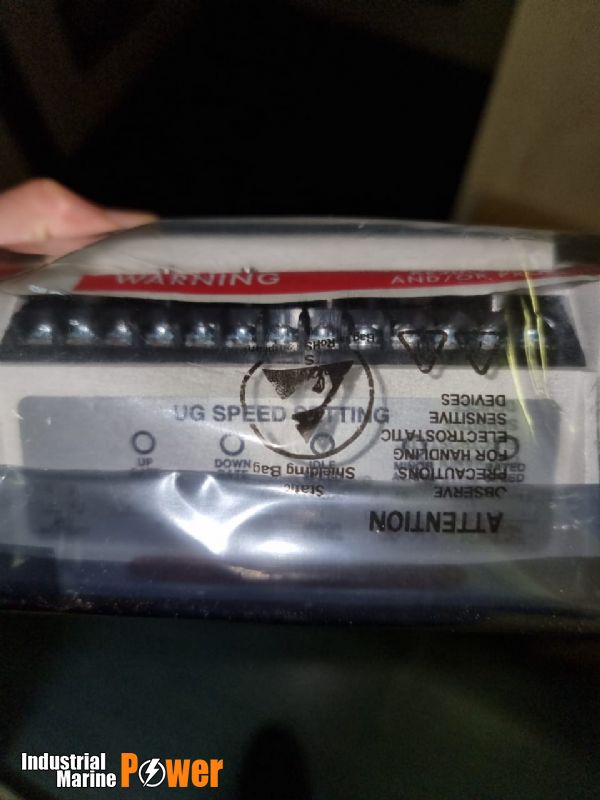 WARNING
AND/OR
UG SPEED SETTING
UP
DOWN
IDLE
RoHS
Static
Shielding Bag
ATTENTION
OBSERVE
PRECAUTIONS
FOR HANDLING
ELECTROSTATIC
SENSITIVE
DEVICES
Industrial
Marine Power